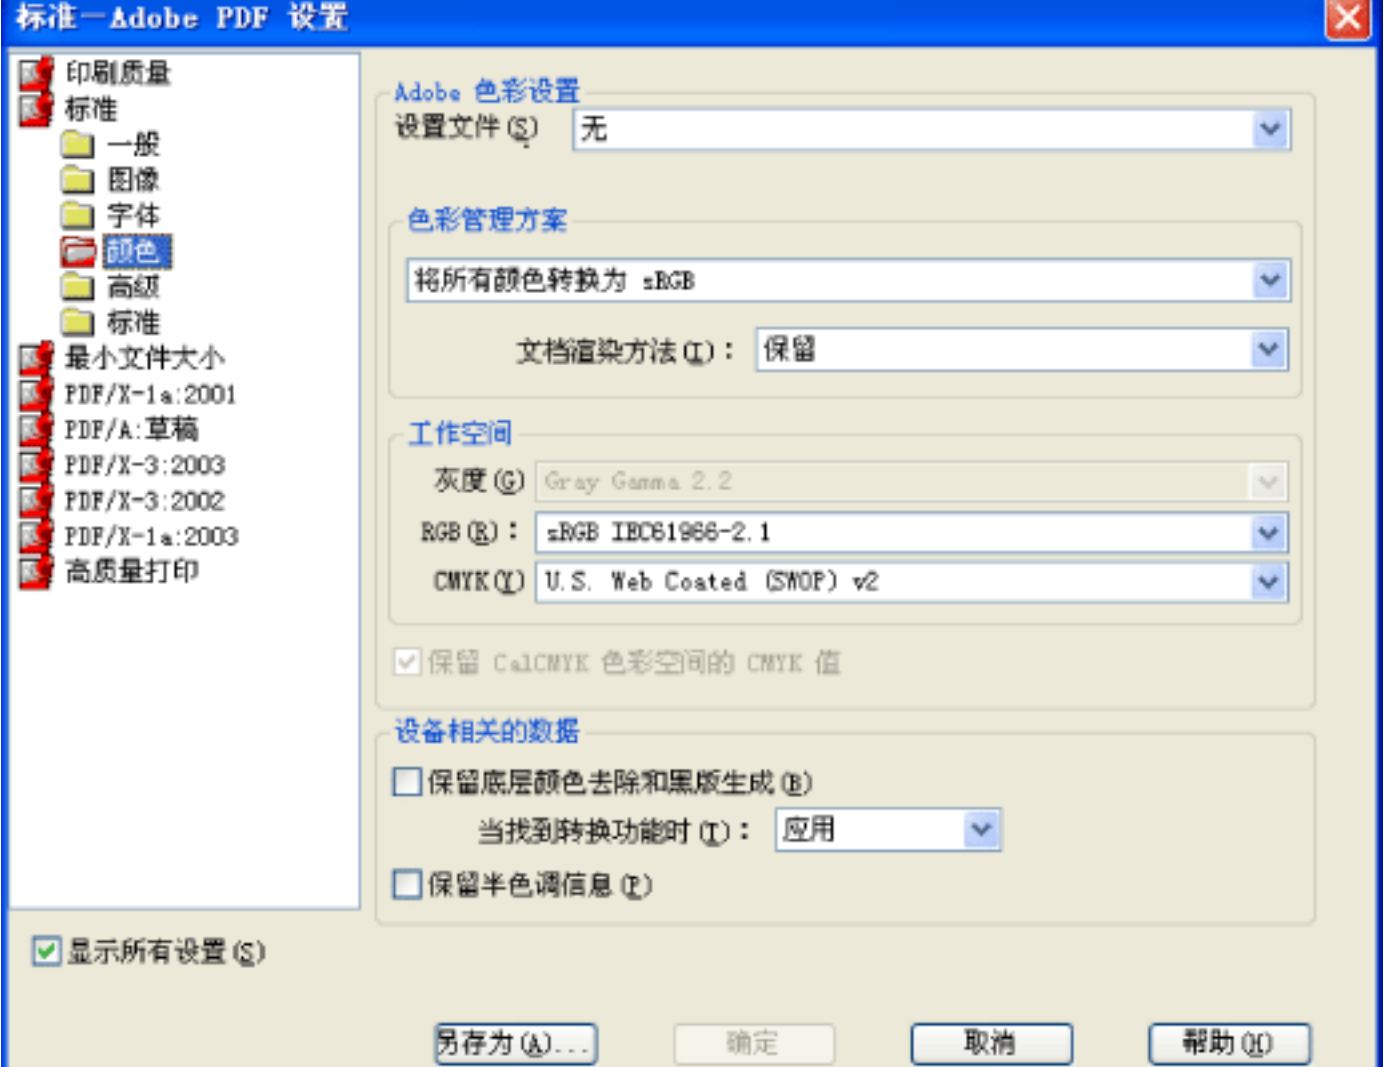 标准－Adobe PDF 设置
印刷质量
标准
一般
图像
字体
颜色
高级
标准
最小文件大小
PDF/X-1a:2001
PDF/A:草稿
PDF/X-3:2003
PDF/X-3:2002
PDF/X-1a:2003
高质量打印
显示所有设置(S)
Adobe 色彩设置
设置文件(S) 无
色彩管理方案
将所有颜色转换为 sRGB
文档渲染方法(I)： 保留
工作空间
灰度(G) Gray Gamma 2.2
RGB(R)： sRGB IEC61966-2.1
CMYK(Y) U.S. Web Coated (SWOP) v2
保留 CalCMYK 色彩空间的 CMYK 值
设备相关的数据
保留底层颜色去除和黑版生成(B)
当找到转换功能时(T)： 应用
保留半色调信息(P)
另存为(A)... 确定 取消 帮助(H)